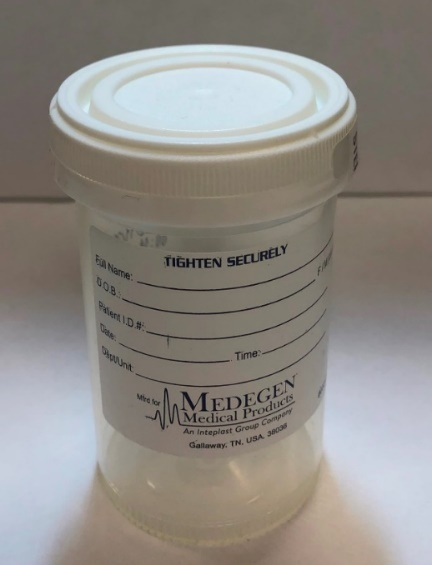 TIGHTEN SECURELY
Full Name:
D.O.B.:
Patient I.D.#:
Date: Time:
Dept/Unit:
Mfrd for
MEDEGEN
Medical Products
An Inteplast Group Company
Gallaway, TN, USA, 38036